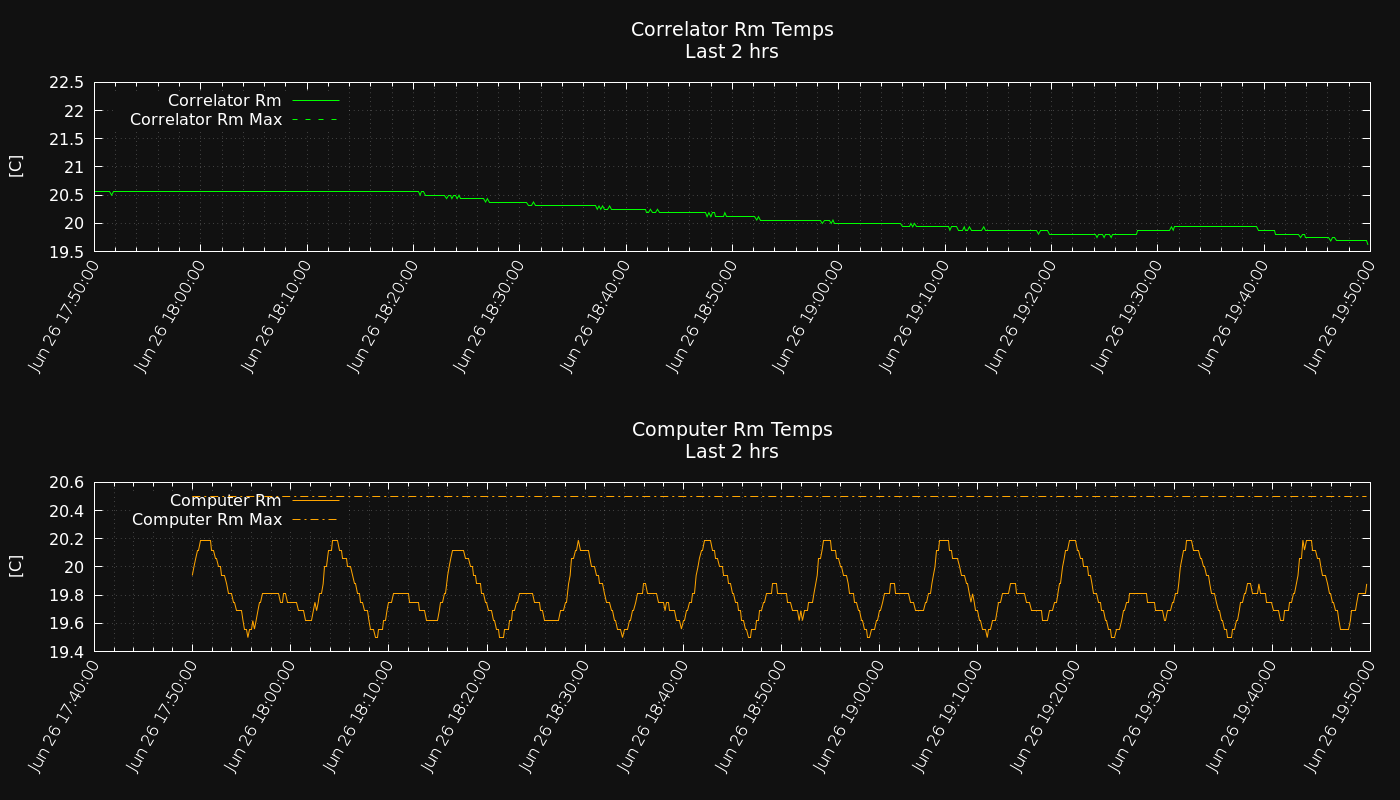 Correlator Rm Temps
Last 2 hrs
22.5
22
21.5
21
20.5
20
19.5
[C]
Correlator Rm
Correlator Rm Max
Jun 26 17:50:00
Jun 26 18:00:00
Jun 26 18:10:00
Jun 26 18:20:00
Jun 26 18:30:00
Jun 26 18:40:00
Jun 26 18:50:00
Jun 26 19:00:00
Jun 26 19:10:00
Jun 26 19:20:00
Jun 26 19:30:00
Jun 26 19:40:00
Jun 26 19:50:00
Computer Rm Temps
Last 2 hrs
20.6
20.4
20.2
20
19.8
19.6
19.4
[C]
Computer Rm
Computer Rm Max
Jun 26 17:40:00
Jun 26 17:50:00
Jun 26 18:00:00
Jun 26 18:10:00
Jun 26 18:20:00
Jun 26 18:30:00
Jun 26 18:40:00
Jun 26 18:50:00
Jun 26 19:00:00
Jun 26 19:10:00
Jun 26 19:20:00
Jun 26 19:30:00
Jun 26 19:40:00
Jun 26 19:50:00